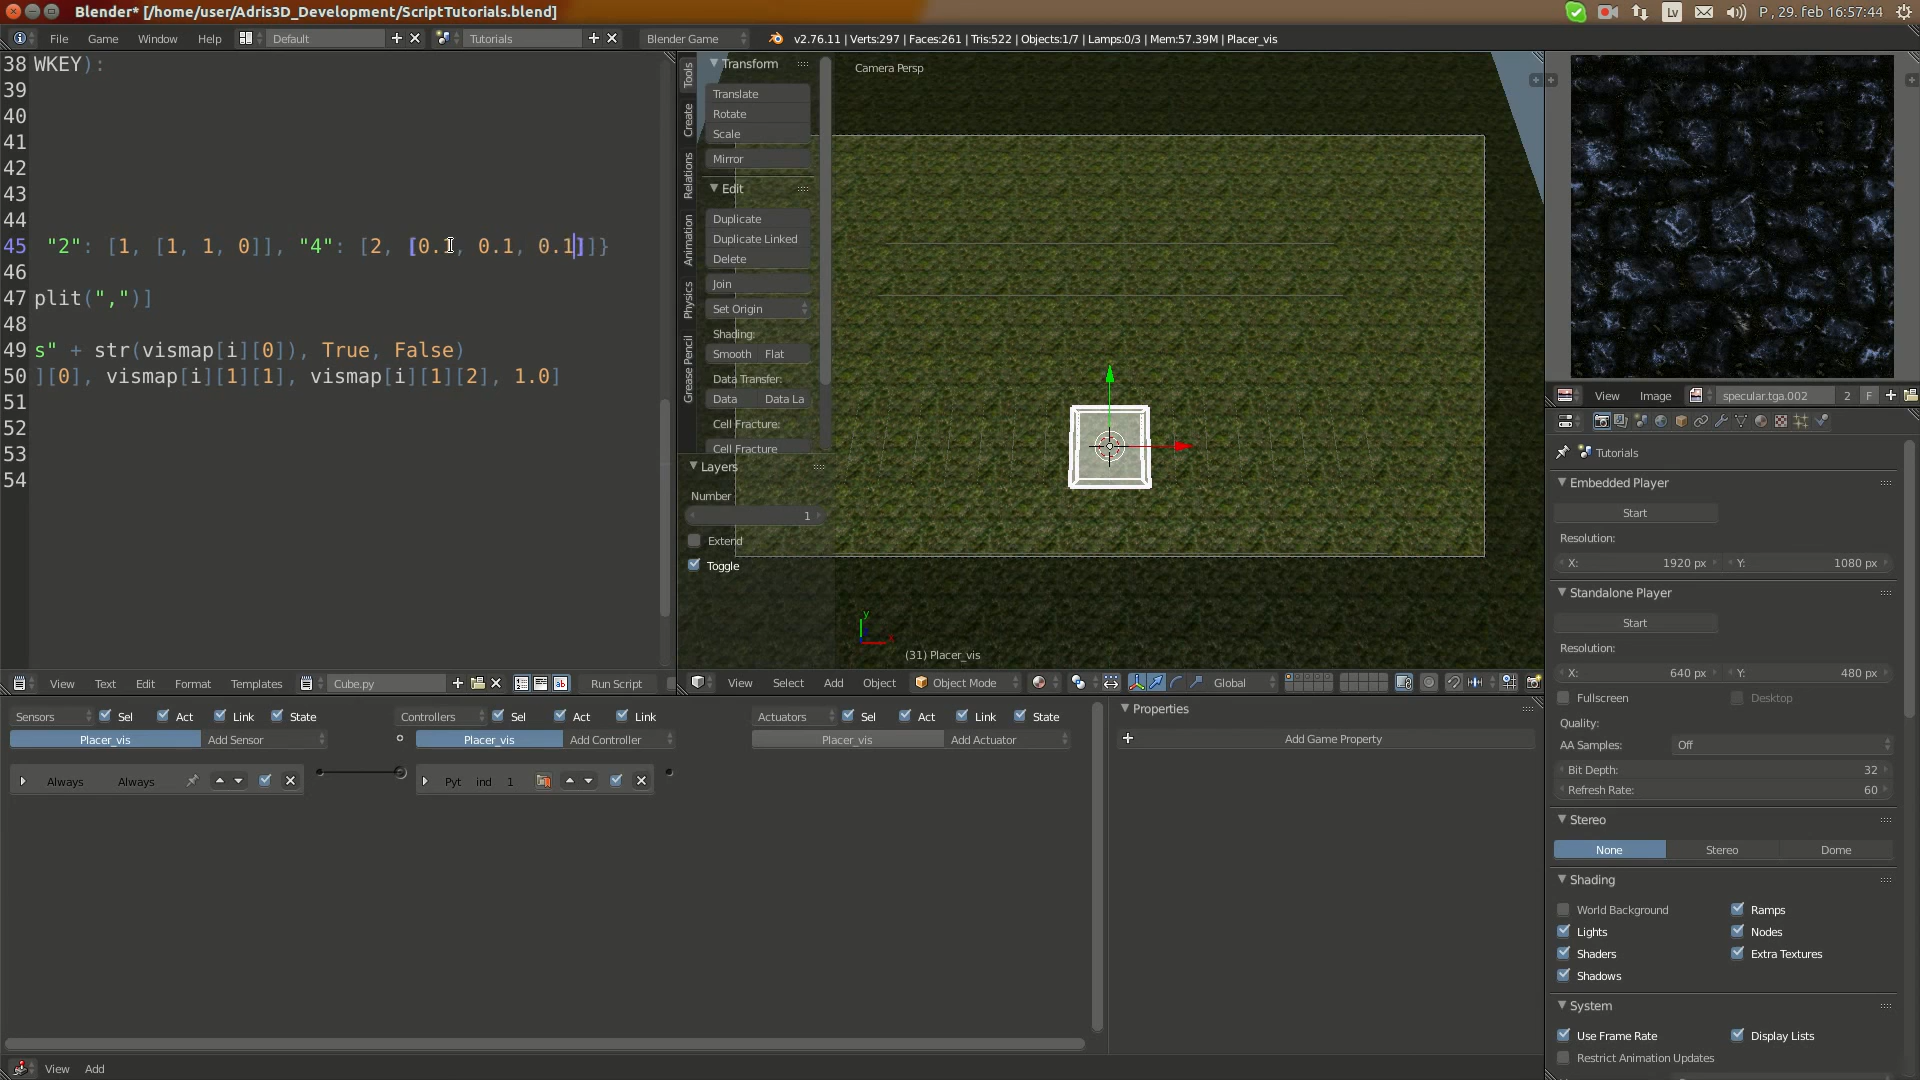 Blender* [/home/user/Adris3D_Development/ScriptTutorials.blend]
Lv
P , 29. feb 16:57:44
File Game Window Help Default Tutorials Blender Game v2.76.11 | Verts:297 | Faces:261 | Tris:522 | Objects:1/7 | Lamps:0/3 | Mem:57.39M | Placer_vis
38 WKEY):
39
40
41
42
43
44
45 "2": [1, [1, 1, 0]], "4": [2, [0.1, 0.1, 0.1]]}
46
47 plit(",")]
48
49 s" + str(vismap[i][0]), True, False)
50 ][0], vismap[i][1][1], vismap[i][1][2], 1.0]
51
52
53
54
View Text Edit Format Templates Cube.py Run Script
Tools
Create
Relations
Animation
Physics
Grease Pencil
Transform
Translate
Rotate
Scale
Mirror
Edit
Duplicate
Duplicate Linked
Delete
Join
Set Origin
Shading:
Smooth Flat
Data Transfer:
Data Data La
Cell Fracture:
Cell Fracture
Layers
Number
1
Extend
Toggle
Camera Persp
y
x
(31) Placer_vis
View Select Add Object Object Mode Global
View Image specular.tga.002 2 F
Tutorials
Embedded Player
Start
Resolution:
X: 1920 px Y: 1080 px
Standalone Player
Start
Resolution:
X: 640 px Y: 480 px
Fullscreen Desktop
Quality:
AA Samples: Off
Bit Depth: 32
Refresh Rate: 60
Stereo
None Stereo Dome
Shading
World Background Ramps
Lights Nodes
Shaders Extra Textures
Shadows
System
Use Frame Rate Display Lists
Restrict Animation Updates
Sensors Sel Act Link State Controllers Sel Act Link Actuators Sel Act Link State
Placer_vis Add Sensor Placer_vis Add Controller Placer_vis Add Actuator
Always Always Pyt ind 1
Properties
Add Game Property
View Add